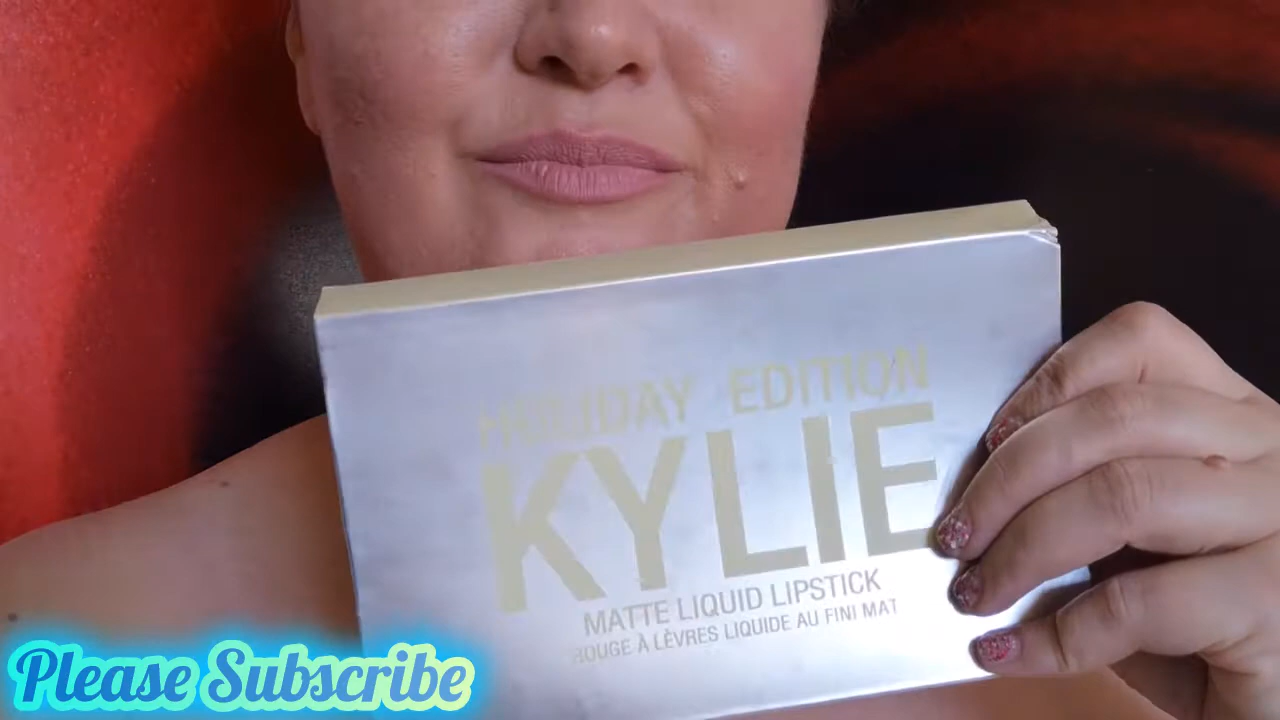 HOLIDAY EDITION
KYLIE
MATTE LIQUID LIPSTICK
ROUGE À LÈVRES LIQUIDE AU FINI MAT
Please Subscribe